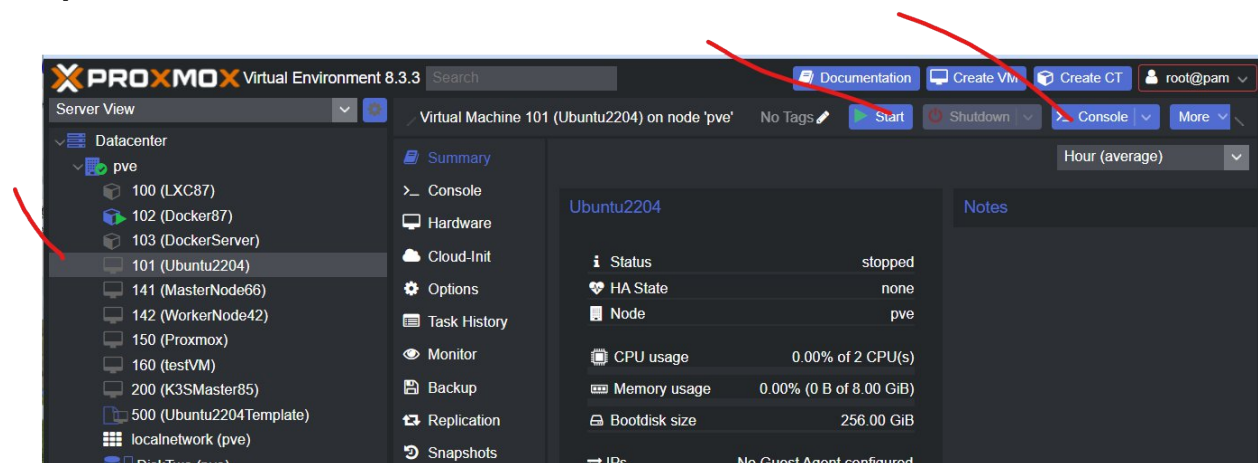 PROXMOX Virtual Environment 8.3.3 Search Documentation Create VM Create CT root@pam
Server View
Virtual Machine 101 (Ubuntu2204) on node 'pve' No Tags Start Shutdown Console More
Datacenter
pve
100 (LXC87)
102 (Docker87)
103 (DockerServer)
101 (Ubuntu2204)
141 (MasterNode66)
142 (WorkerNode42)
150 (Proxmox)
160 (testVM)
200 (K3SMaster85)
500 (Ubuntu2204Template)
localnetwork (pve)
Summary
>_ Console
Hardware
Cloud-Init
Options
Task History
Monitor
Backup
Replication
Snapshots
Hour (average)
Ubuntu2204
Status stopped
HA State none
Node pve
CPU usage 0.00% of 2 CPU(s)
Memory usage 0.00% (0 B of 8.00 GiB)
Bootdisk size 256.00 GiB
IPs No Guest Agent configured
Notes